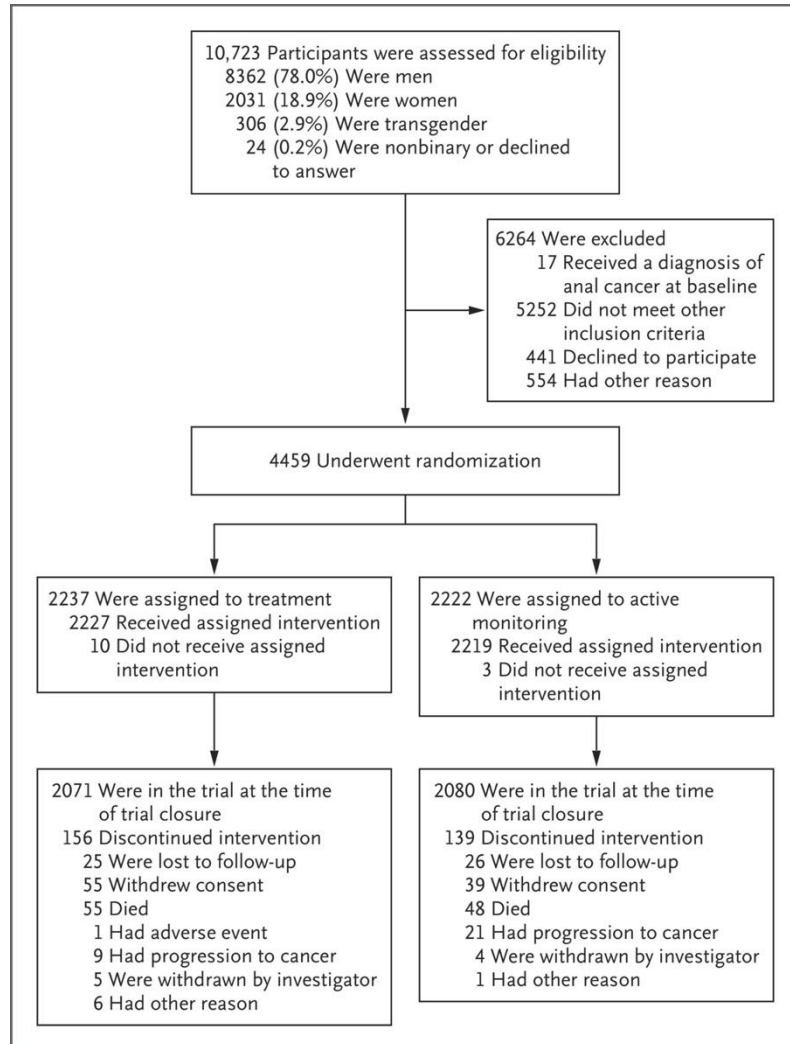 10,723 Participants were assessed for eligibility
8362 (78.0%) Were men
2031 (18.9%) Were women
306 (2.9%) Were transgender
24 (0.2%) Were nonbinary or declined
to answer
6264 Were excluded
17 Received a diagnosis of
anal cancer at baseline
5252 Did not meet other
inclusion criteria
441 Declined to participate
554 Had other reason
4459 Underwent randomization
2237 Were assigned to treatment
2227 Received assigned intervention
10 Did not receive assigned
intervention
2222 Were assigned to active
monitoring
2219 Received assigned intervention
3 Did not receive assigned
intervention
2071 Were in the trial at the time
of trial closure
156 Discontinued intervention
25 Were lost to follow-up
55 Withdrew consent
55 Died
1 Had adverse event
9 Had progression to cancer
5 Were withdrawn by investigator
6 Had other reason
2080 Were in the trial at the time
of trial closure
139 Discontinued intervention
26 Were lost to follow-up
39 Withdrew consent
48 Died
21 Had progression to cancer
4 Were withdrawn by investigator
1 Had other reason